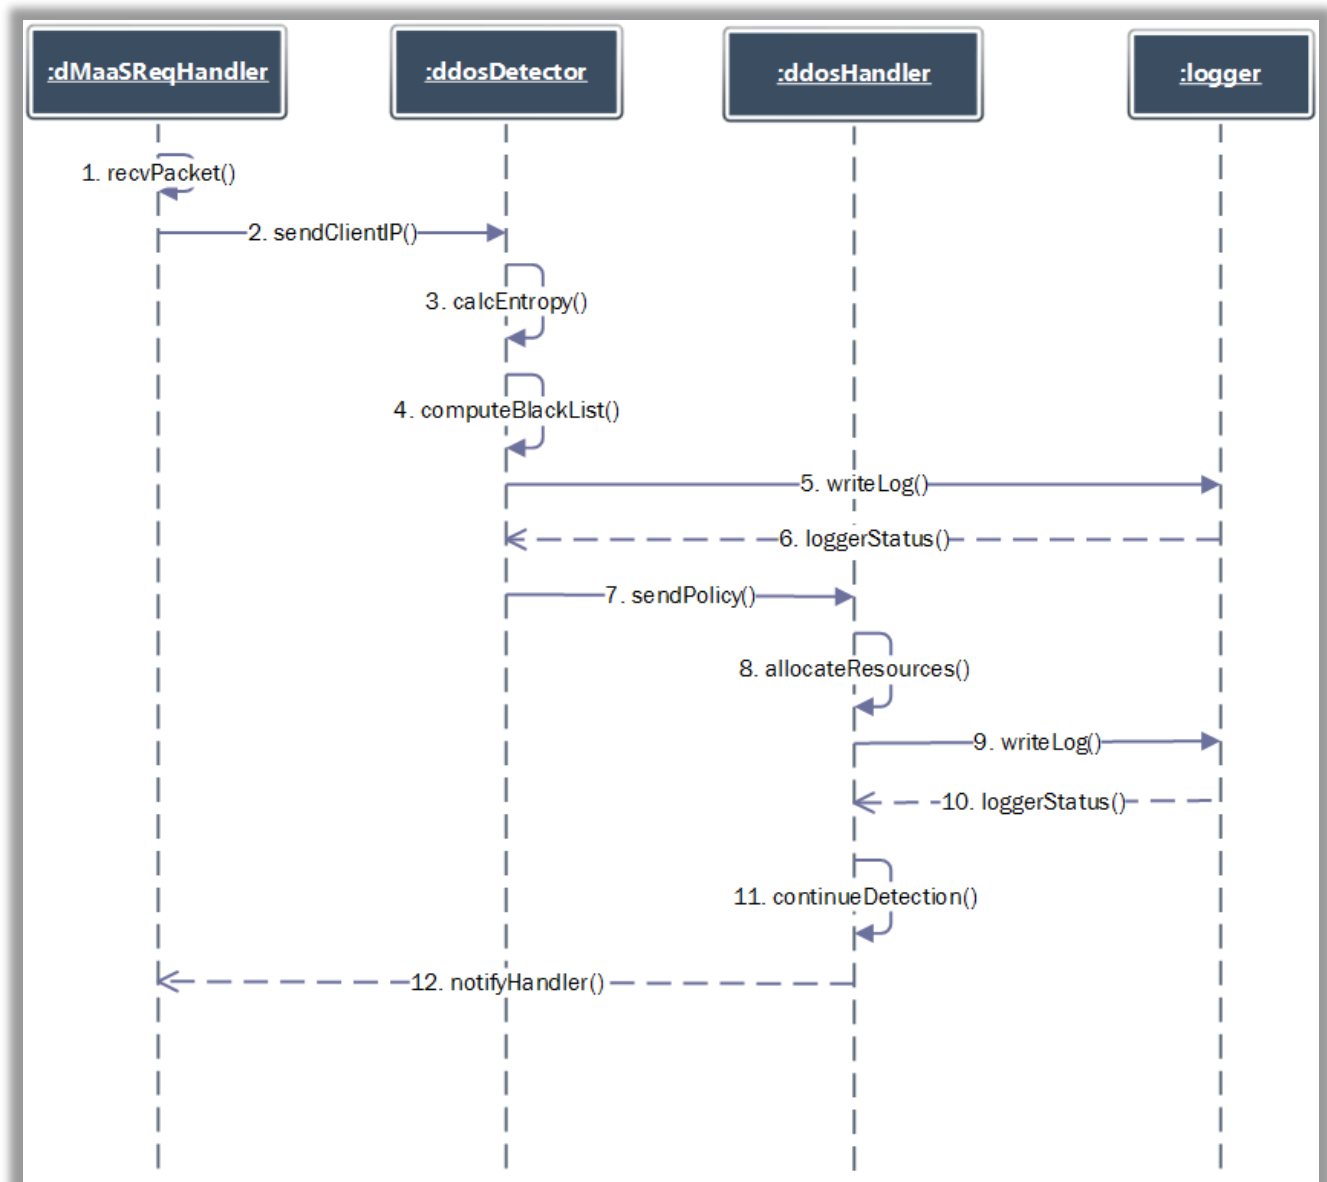 :dMaaSReqHandler
:ddosDetector
:ddosHandler
:logger
1. recvPacket()
2. sendClientIP()
3. calcEntropy()
4. computeBlackList()
5. writeLog()
6. loggerStatus()
7. sendPolicy()
8. allocateResources()
9. writeLog()
10. loggerStatus()
11. continueDetection()
12. notifyHandler()